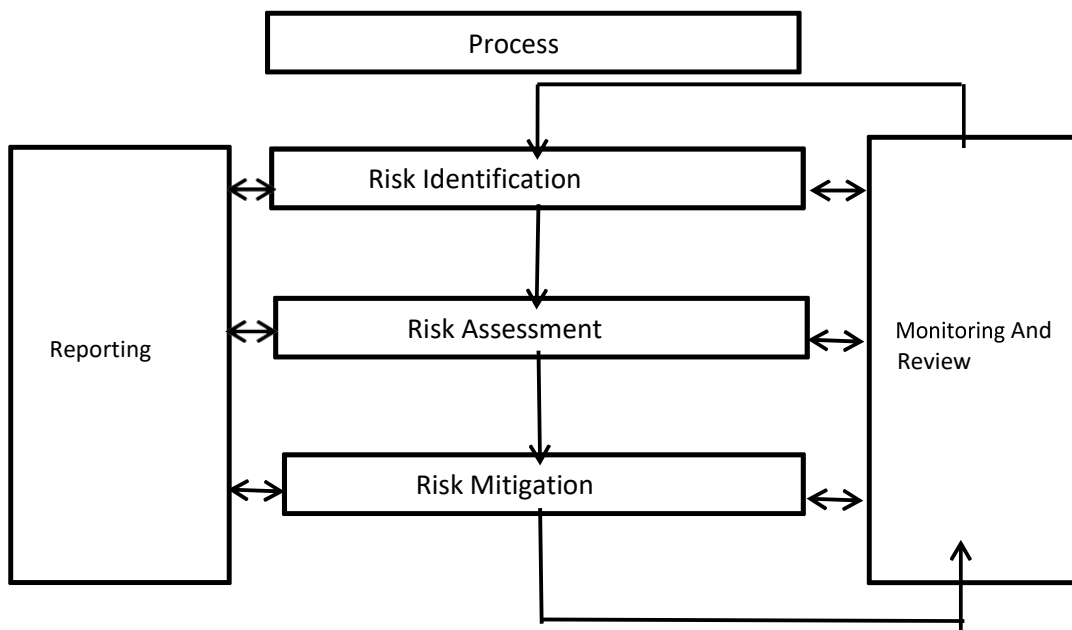 Process
Risk Identification
Risk Assessment
Reporting
Monitoring And
Review
Risk Mitigation